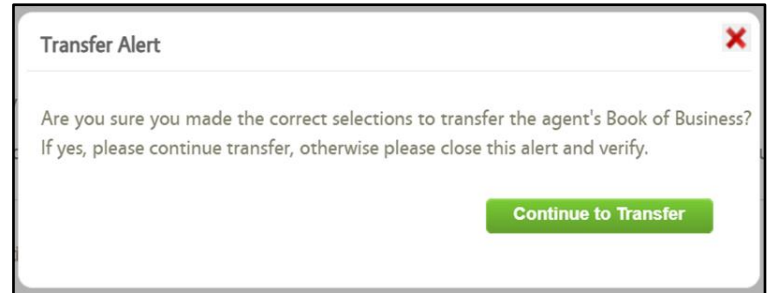 Transfer Alert
Are you sure you made the correct selections to transfer the agent's Book of Business?
If yes, please continue transfer, otherwise please close this alert and verify.
Continue to Transfer